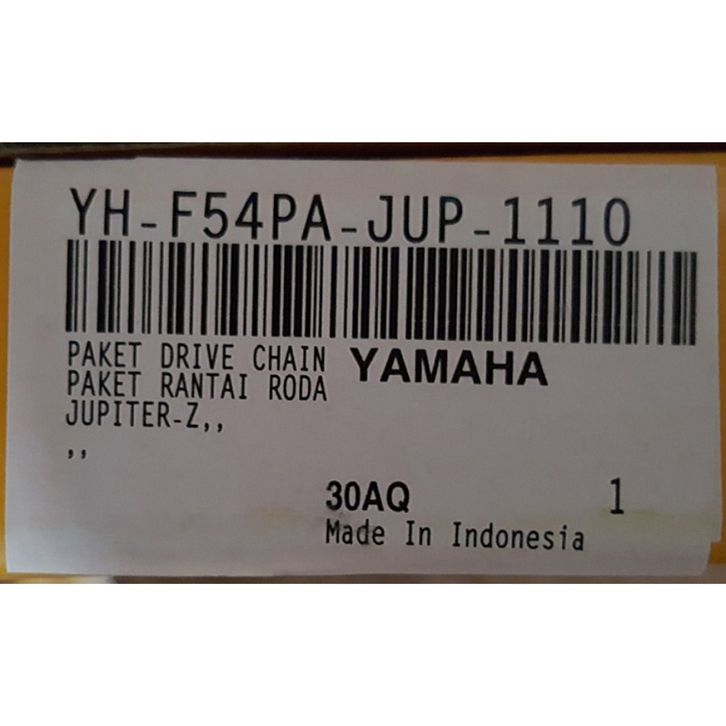 YH-F54PA-JUP-1110
PAKET DRIVE CHAIN YAMAHA
PAKET RANTAI RODA
JUPITER-Z,,
,,
30AQ 1
Made In Indonesia